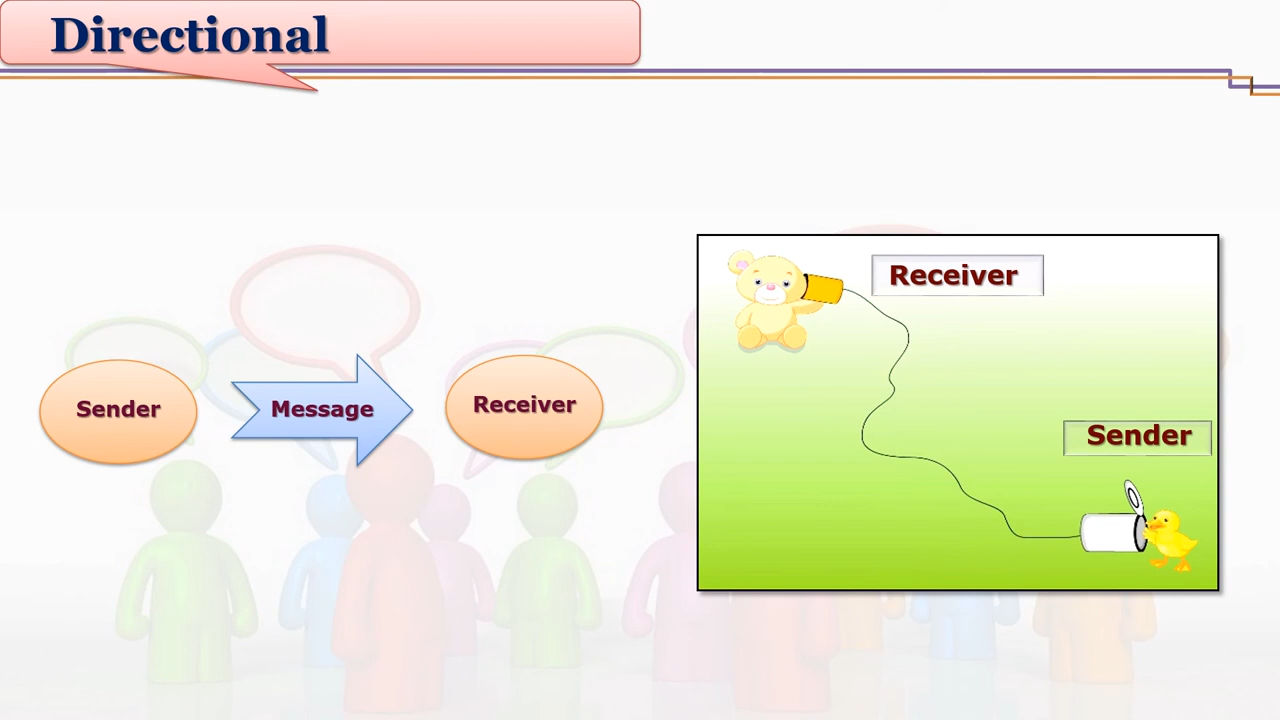 Directional
Sender
Message
Receiver
Receiver
Sender